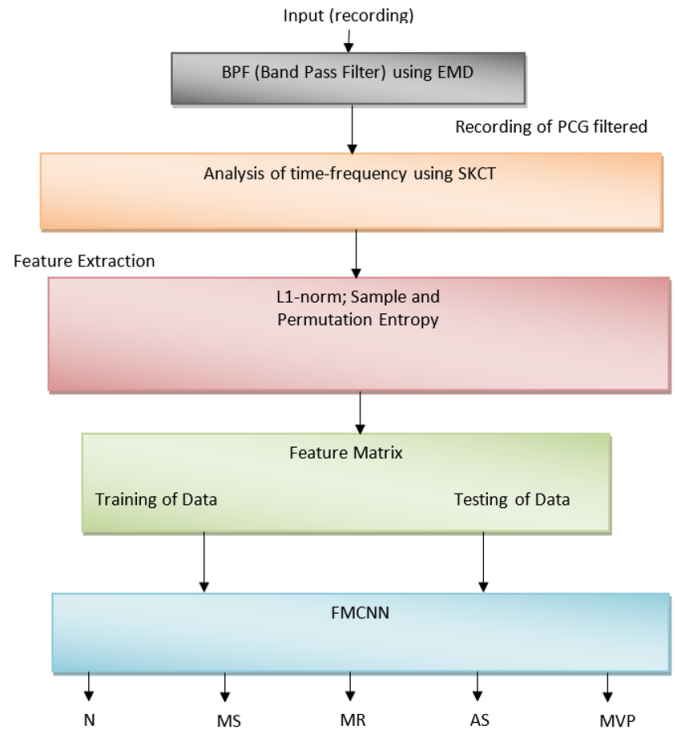 Input (recording)
BPF (Band Pass Filter) using EMD
Recording of PCG filtered
Analysis of time-frequency using SKCT
Feature Extraction
L1-norm; Sample and
Permutation Entropy
Feature Matrix
Training of Data
Testing of Data
FMCNN
N
MS
MR
AS
MVP